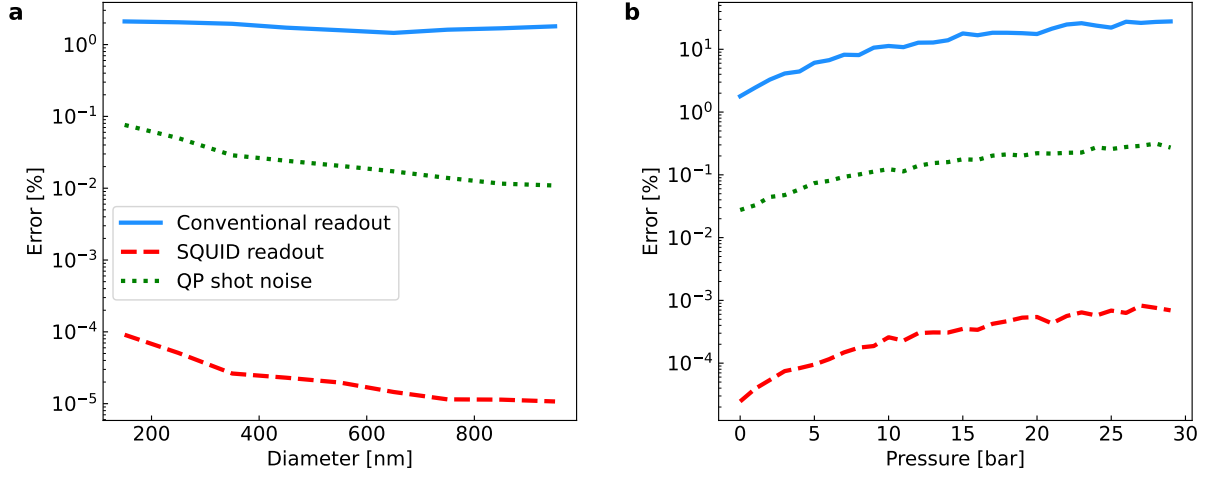 a
10^0
10^-1
10^-2
10^-3
10^-4
10^-5
Error [%]
Conventional readout
SQUID readout
QP shot noise
200 400 600 800
Diameter [nm]
b
10^1
10^0
10^-1
10^-2
10^-3
10^-4
Error [%]
0 5 10 15 20 25 30
Pressure [bar]